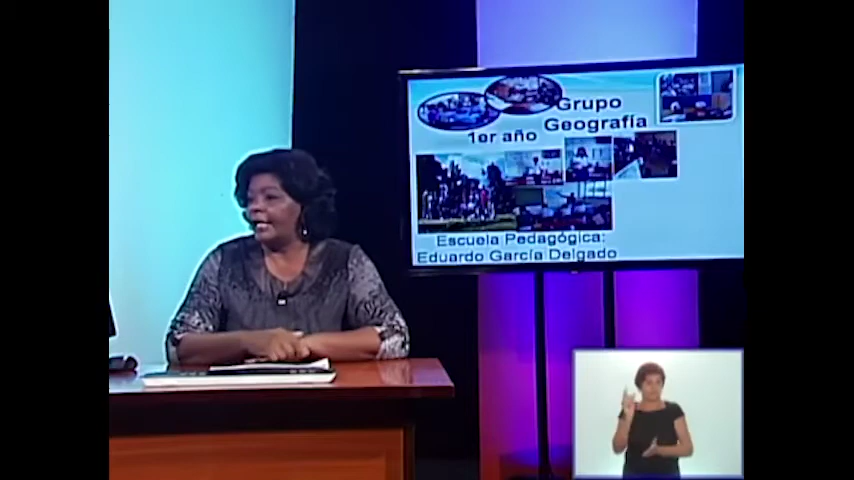 Grupo
Geografía
1er año
Escuela Pedagógica:
Eduardo García Delgado